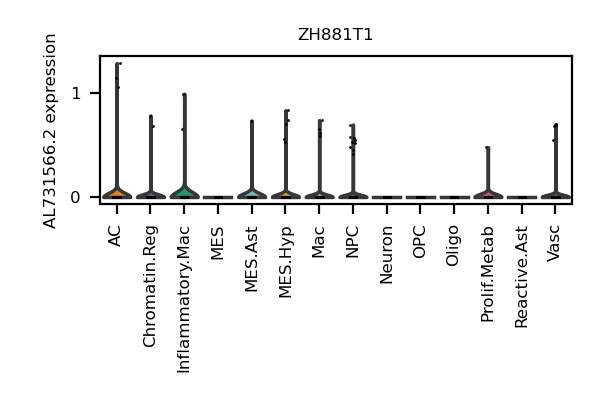 ZH881T1
AL731566.2 expression
1
0
AC
Chromatin.Reg
Inflammatory.Mac
MES
MES.Ast
MES.Hyp
Mac
NPC
Neuron
OPC
Oligo
Prolif.Metab
Reactive.Ast
Vasc